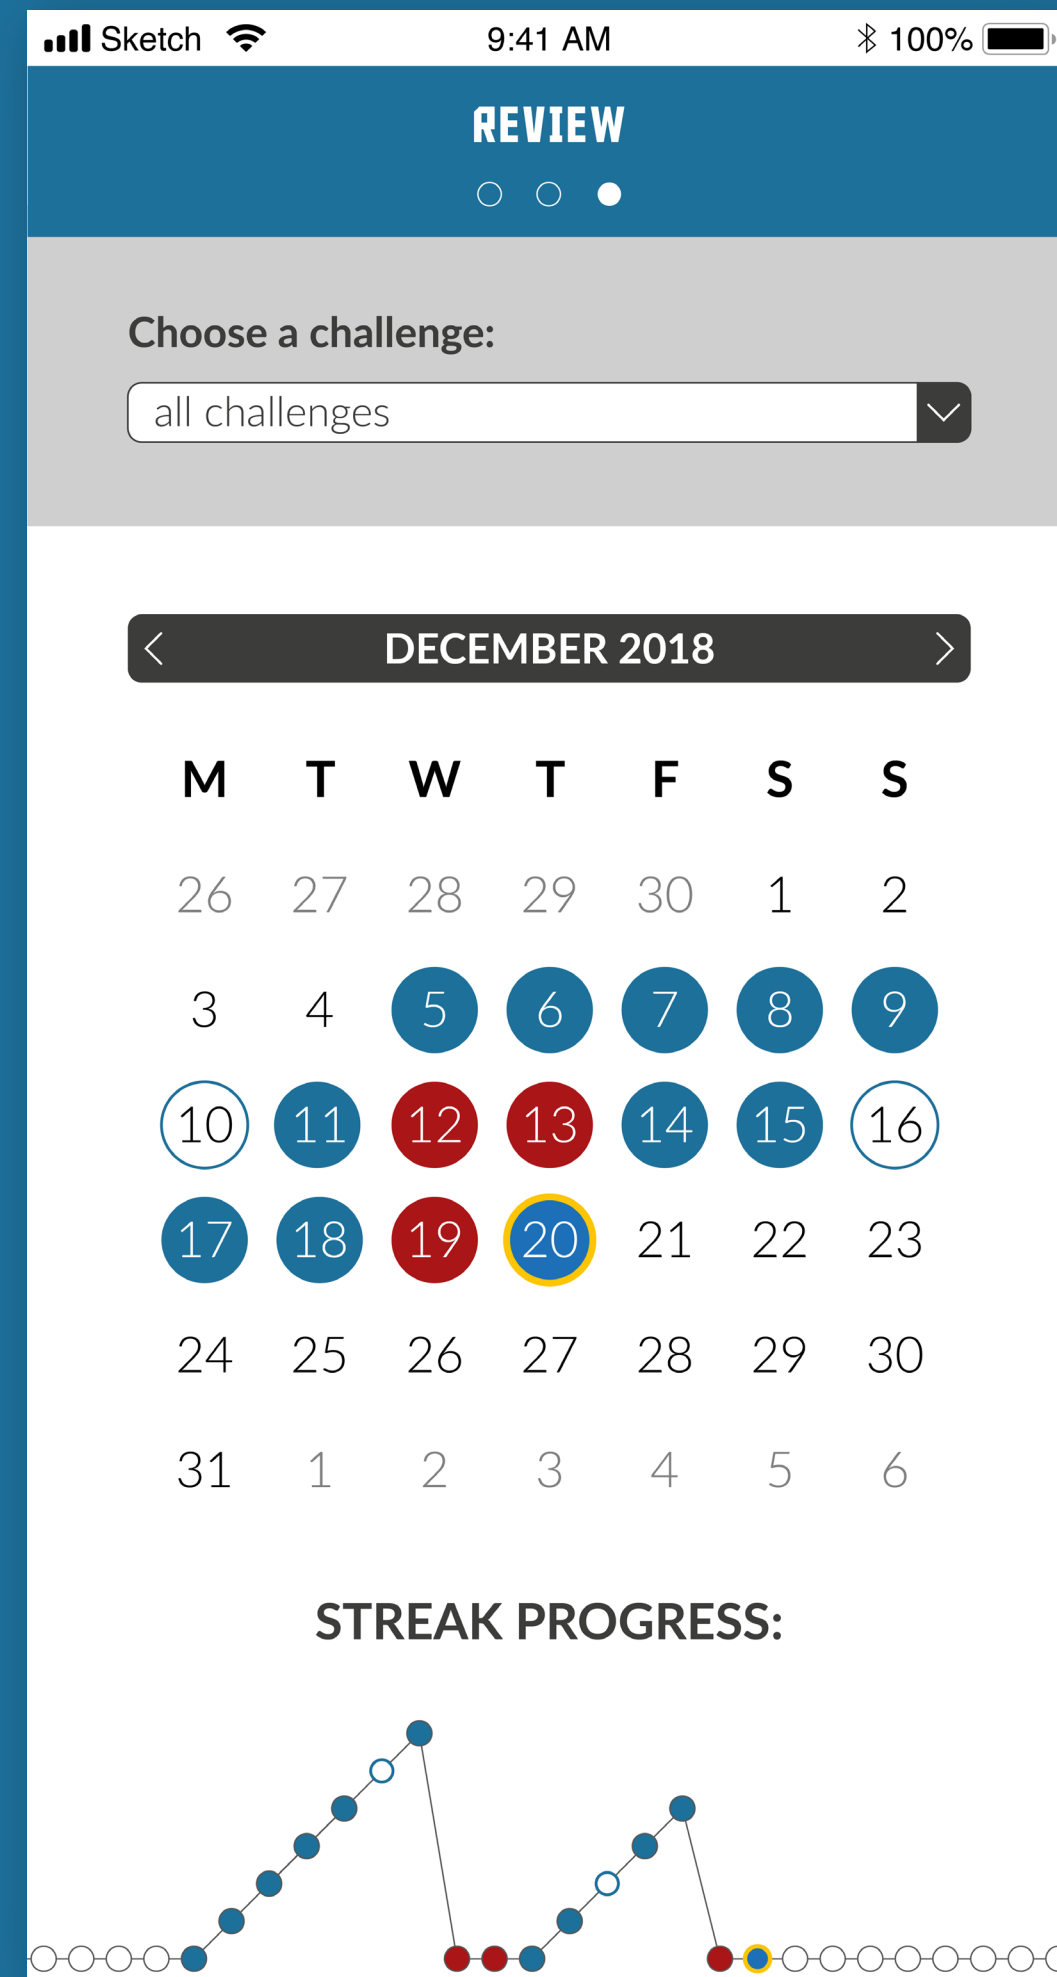 Sketch 9:41 AM 100%
REVIEW
Choose a challenge:
all challenges
DECEMBER 2018
M T W T F S S
26 27 28 29 30 1 2
3 4 5 6 7 8 9
10 11 12 13 14 15 16
17 18 19 20 21 22 23
24 25 26 27 28 29 30
31 1 2 3 4 5 6
STREAK PROGRESS: